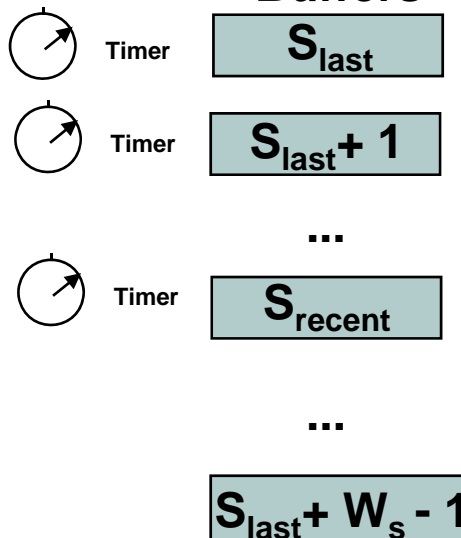 Buffers
Timer S_last
Timer S_last + 1
...
Timer S_recent
...
S_last + W_s - 1